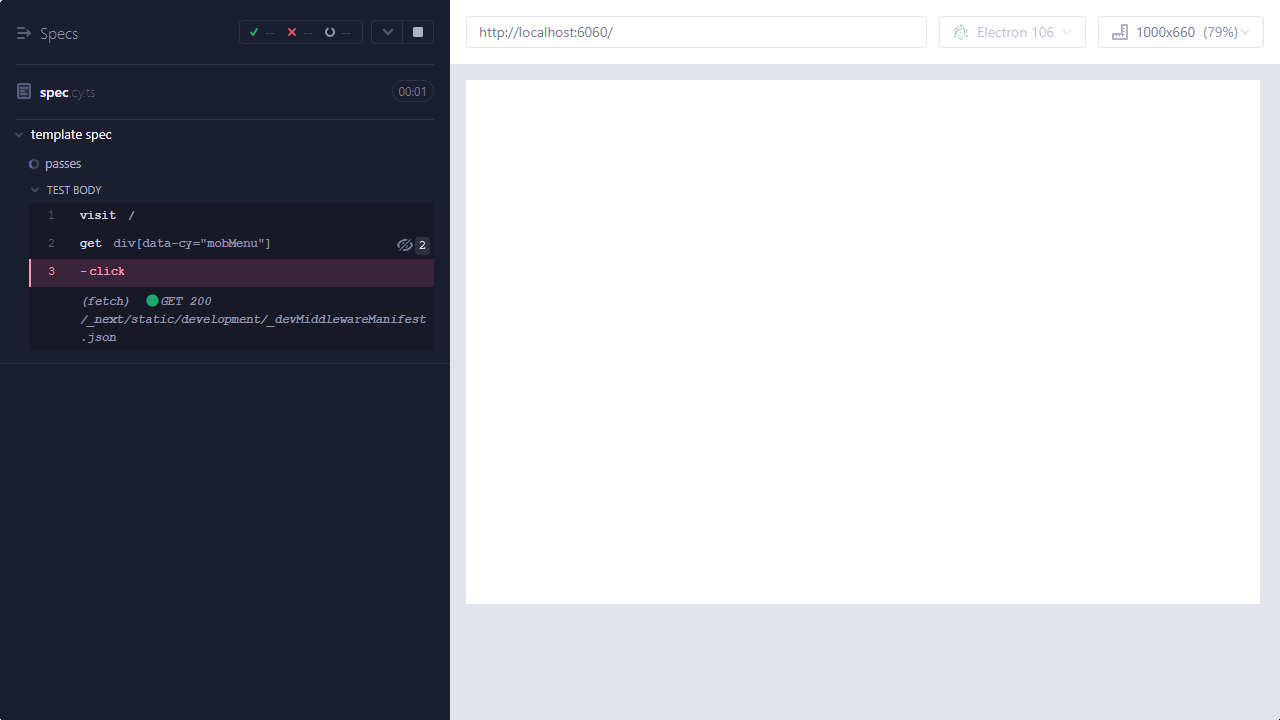 Specs
--
--
--
spec.cy.ts
00:01
template spec
passes
TEST BODY
1 visit /
2 get div[data-cy="mobMenu"] 2
3 -click
(fetch) GET 200
/_next/static/development/_devMiddlewareManifest
.json
http://localhost:6060/
Electron 106
1000x660 (79%)